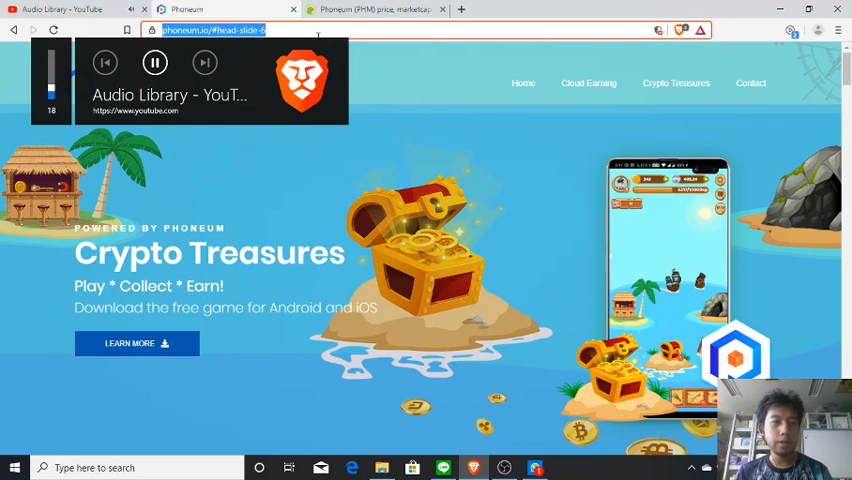 Audio Library - YouTube
Phoneum
Phoneum (PHM) price, marketcap
phoneum.io/#head-slide-6
18
Audio Library - YouT...
https://www.youtube.com
Home
Cloud Earning
Crypto Treasures
Contact
POWERED BY PHONEUM
Crypto Treasures
Play * Collect * Earn!
Download the free game for Android and iOS
LEARN MORE
Type here to search